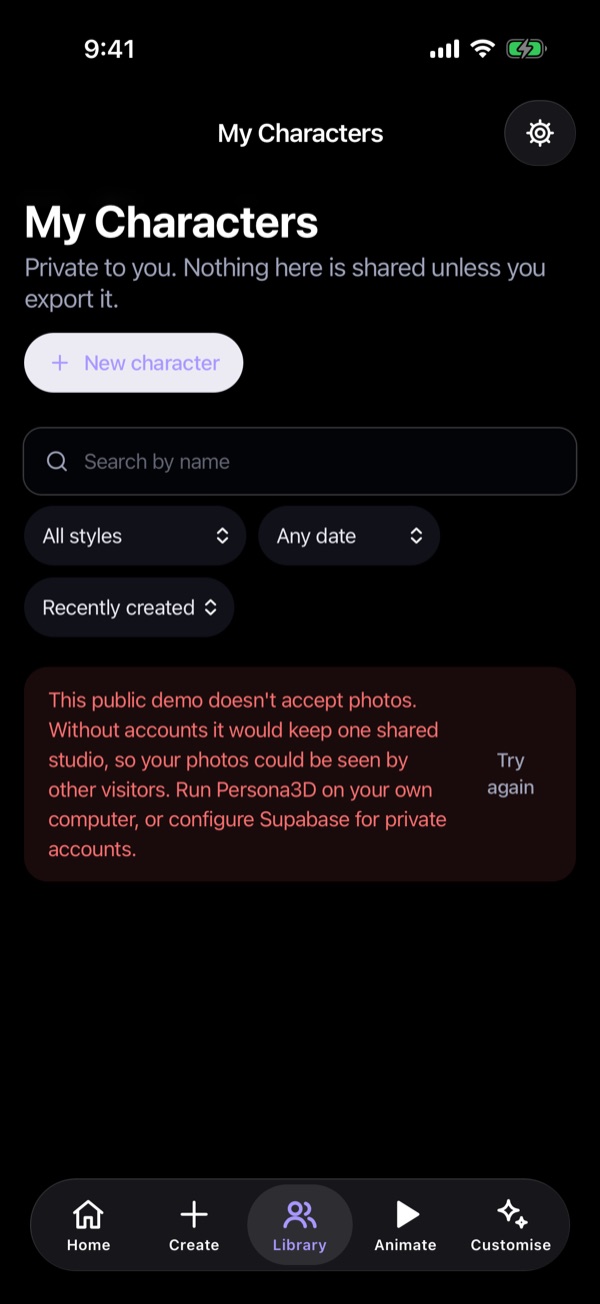 9:41
My Characters
My Characters
Private to you. Nothing here is shared unless you
export it.
New character
Search by name
All styles
Any date
Recently created
This public demo doesn't accept photos.
Without accounts it would keep one shared
studio, so your photos could be seen by
other visitors. Run Persona3D on your own
computer, or configure Supabase for private
accounts.
Try
again
Home
Create
Library
Animate
Customise